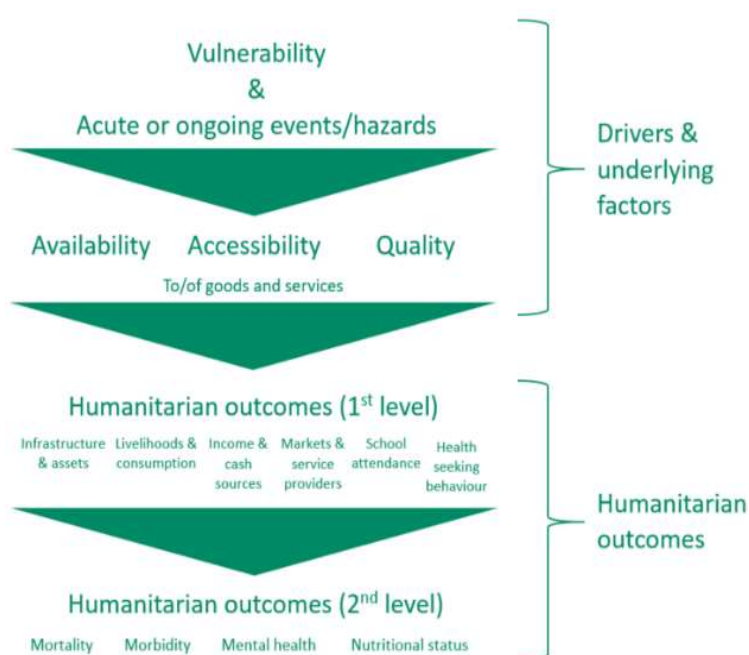 Vulnerability
&
Acute or ongoing events/hazards
Drivers &
underlying
factors
Availability Accessibility Quality
To/of goods and services
Humanitarian outcomes (1st level)
Infrastructure
& assets
Livelihoods &
consumption
Income &
cash
sources
Markets &
service
providers
School
attendance
Health
seeking
behaviour
Humanitarian
outcomes
Humanitarian outcomes (2nd level)
Mortality Morbidity Mental health Nutritional status